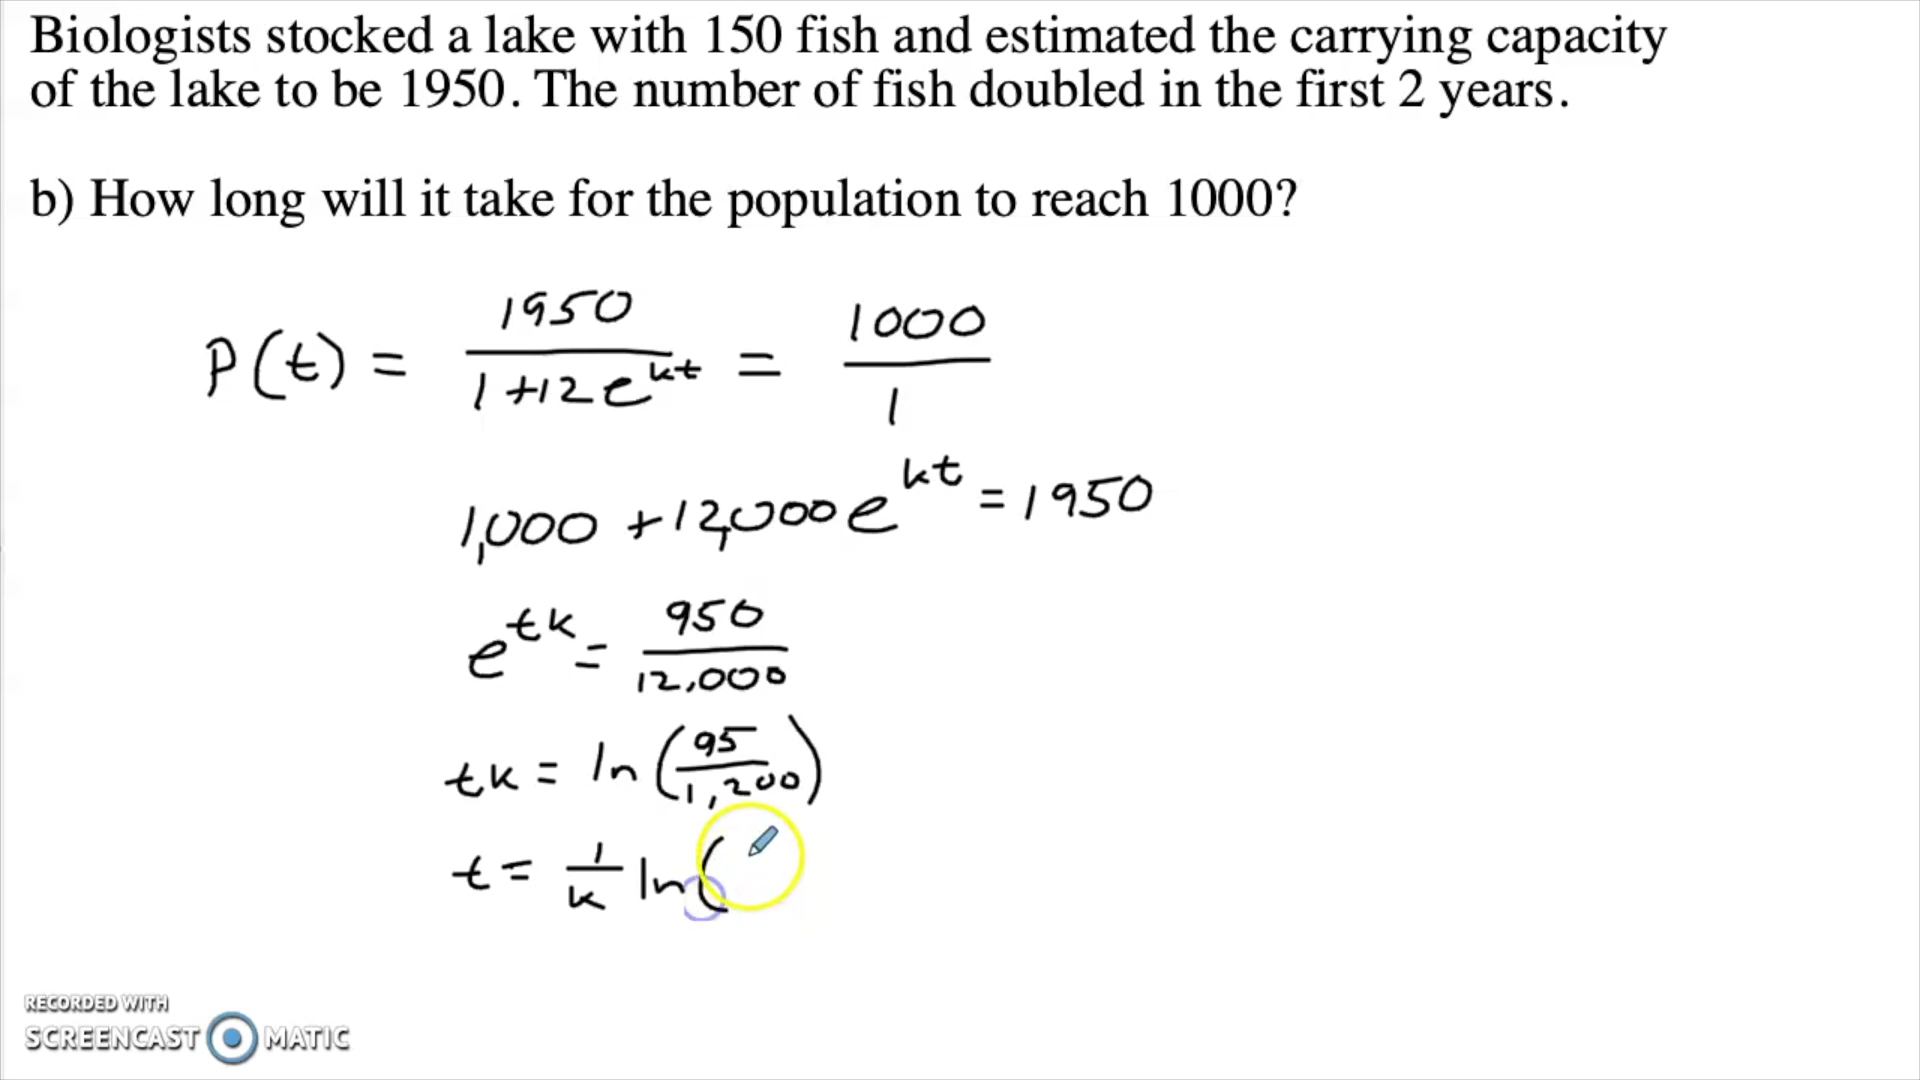 Biologists stocked a lake with 150 fish and estimated the carrying capacity
of the lake to be 1950. The number of fish doubled in the first 2 years.
b) How long will it take for the population to reach 1000?
P(t) = 1950 / 1+12e^kt = 1000 / 1
1,000 + 12,000e^kt = 1950
e^tk = 950 / 12,000
tk = ln(95 / 1,200)
t = 1/k ln(
RECORDED WITH
SCREENCAST MATIC